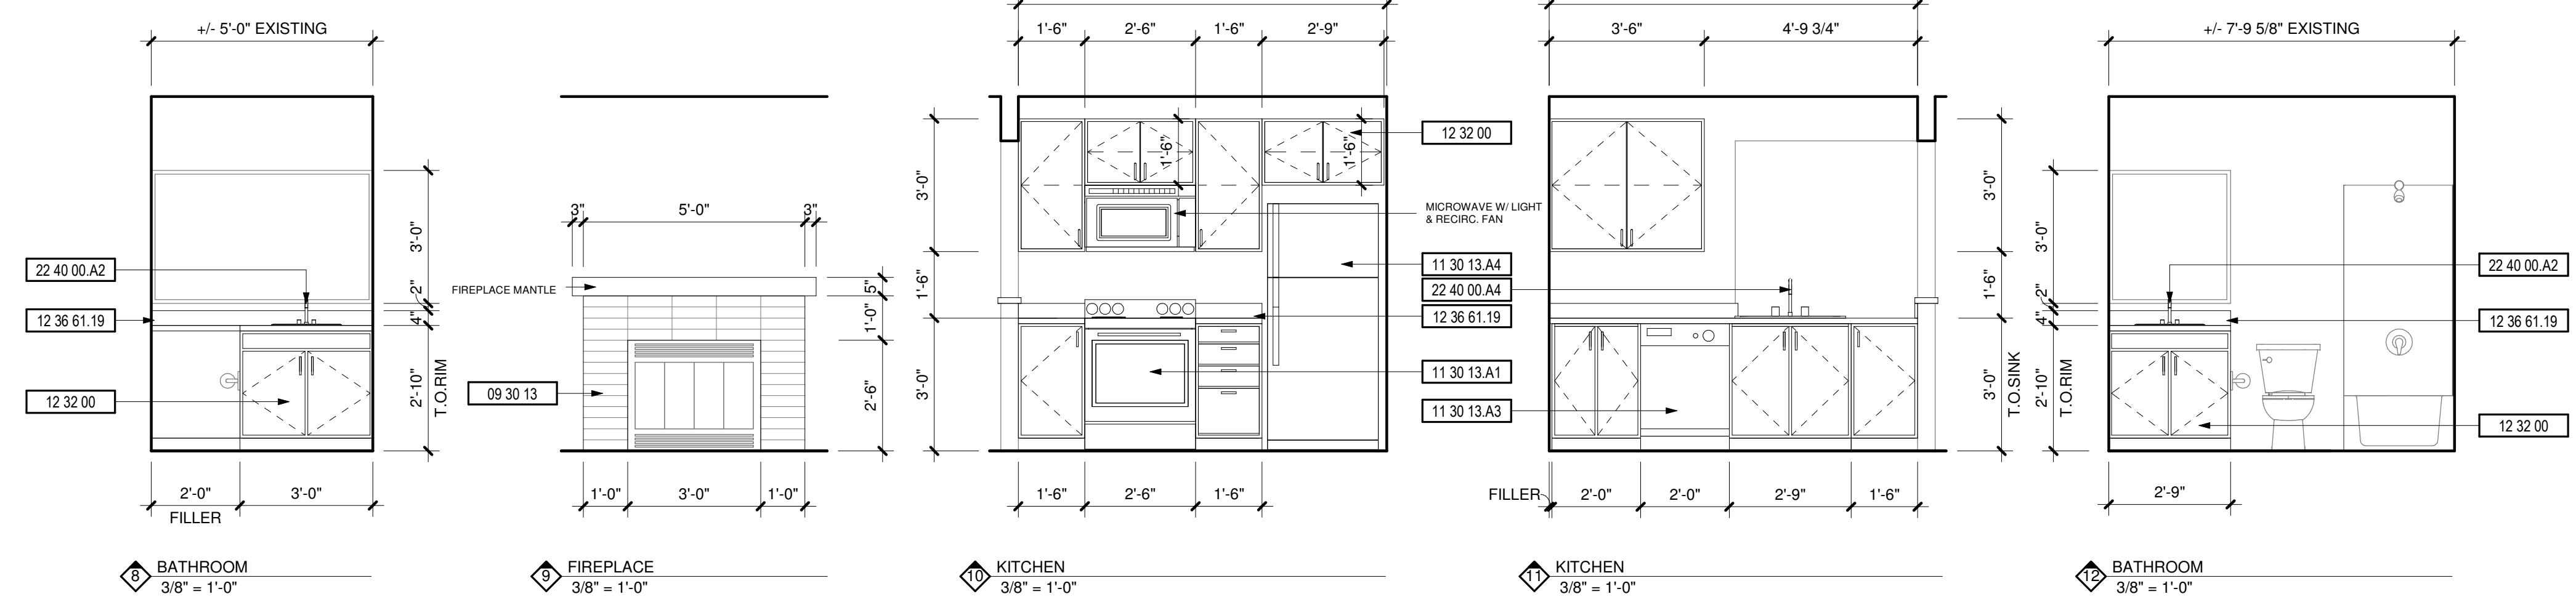 +/- 5'-0" EXISTING
3'-0"
2"
4"
2'-10"
T.O.RIM
22 40 00.A2
12 36 61.19
12 32 00
2'-0"
3'-0"
FILLER
8
BATHROOM
3/8" = 1'-0"
3"
5'-0"
3"
FIREPLACE MANTLE
5"
1'-0"
2'-6"
09 30 13
1'-0"
3'-0"
1'-0"
9
FIREPLACE
3/8" = 1'-0"
1'-6"
2'-6"
1'-6"
2'-9"
3'-0"
1'-6"
3'-0"
1'-6"
1'-6"
12 32 00
MICROWAVE W/ LIGHT
& RECIRC. FAN
11 30 13.A4
22 40 00.A4
12 36 61.19
11 30 13.A1
11 30 13.A3
1'-6"
2'-6"
1'-6"
10
KITCHEN
3/8" = 1'-0"
3'-6"
4'-9 3/4"
3'-0"
1'-6"
3'-0"
T.O.SINK
FILLER
2'-0"
2'-0"
2'-9"
1'-6"
11
KITCHEN
3/8" = 1'-0"
+/- 7'-9 5/8" EXISTING
3'-0"
2"
4"
2'-10"
T.O.RIM
22 40 00.A2
12 36 61.19
12 32 00
2'-9"
12
BATHROOM
3/8" = 1'-0"